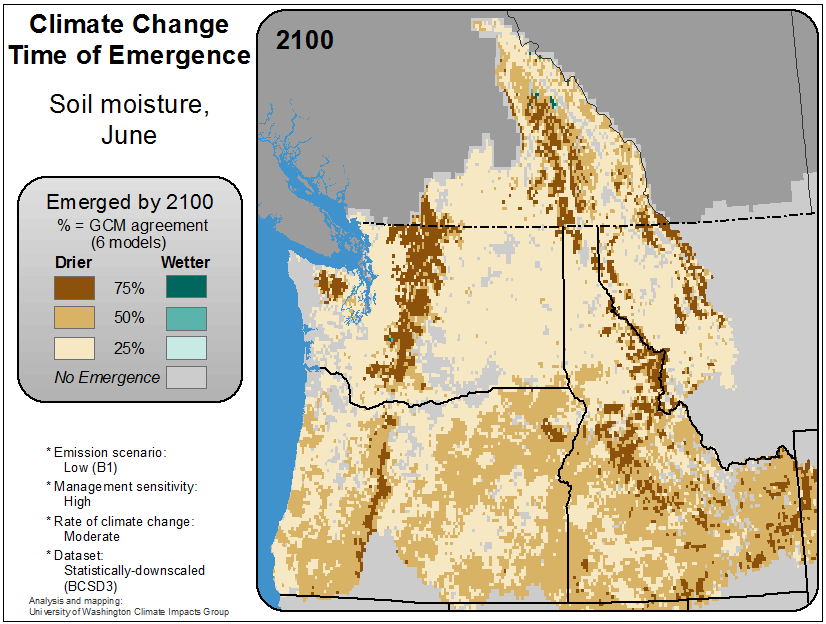 Climate Change
Time of Emergence
2100
Soil moisture,
June
Emerged by 2100
% = GCM agreement
(6 models)
Drier Wetter
75%
50%
25%
No Emergence
* Emission scenario:
Low (B1)
* Management sensitivity:
High
* Rate of climate change:
Moderate
* Dataset:
Statistically-downscaled
(BCSD3)
Analysis and mapping:
University of Washington Climate Impacts Group